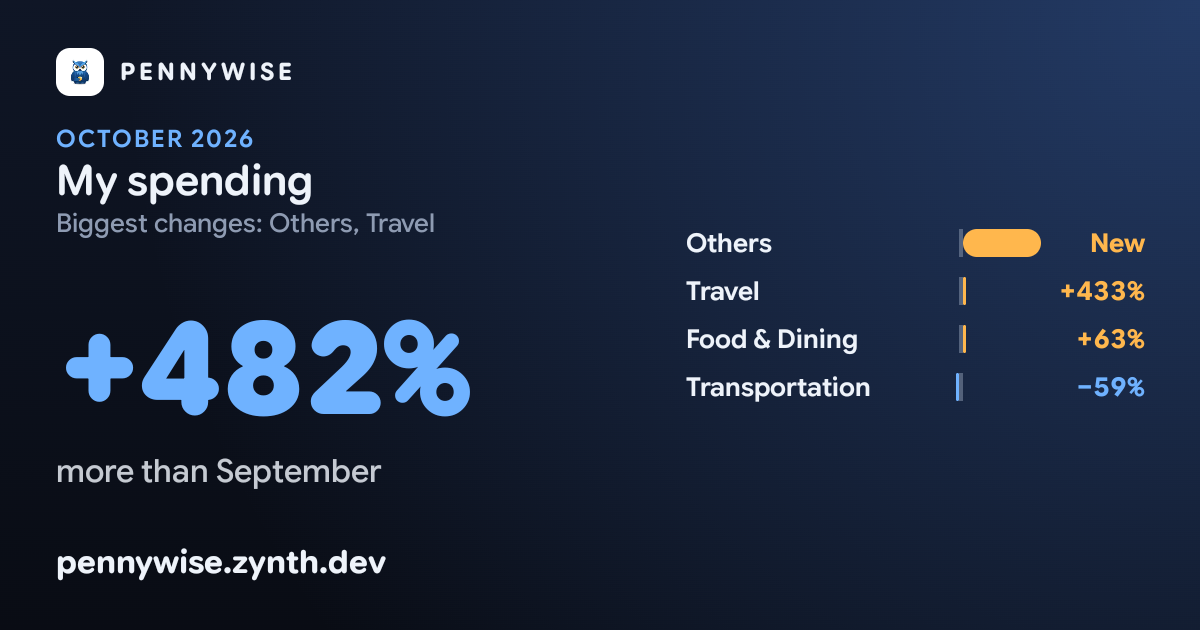 PENNYWISE
OCTOBER 2026
My spending
Biggest changes: Others, Travel
+482%
more than September
pennywise.zynth.dev
Others New
Travel +433%
Food & Dining +63%
Transportation −59%